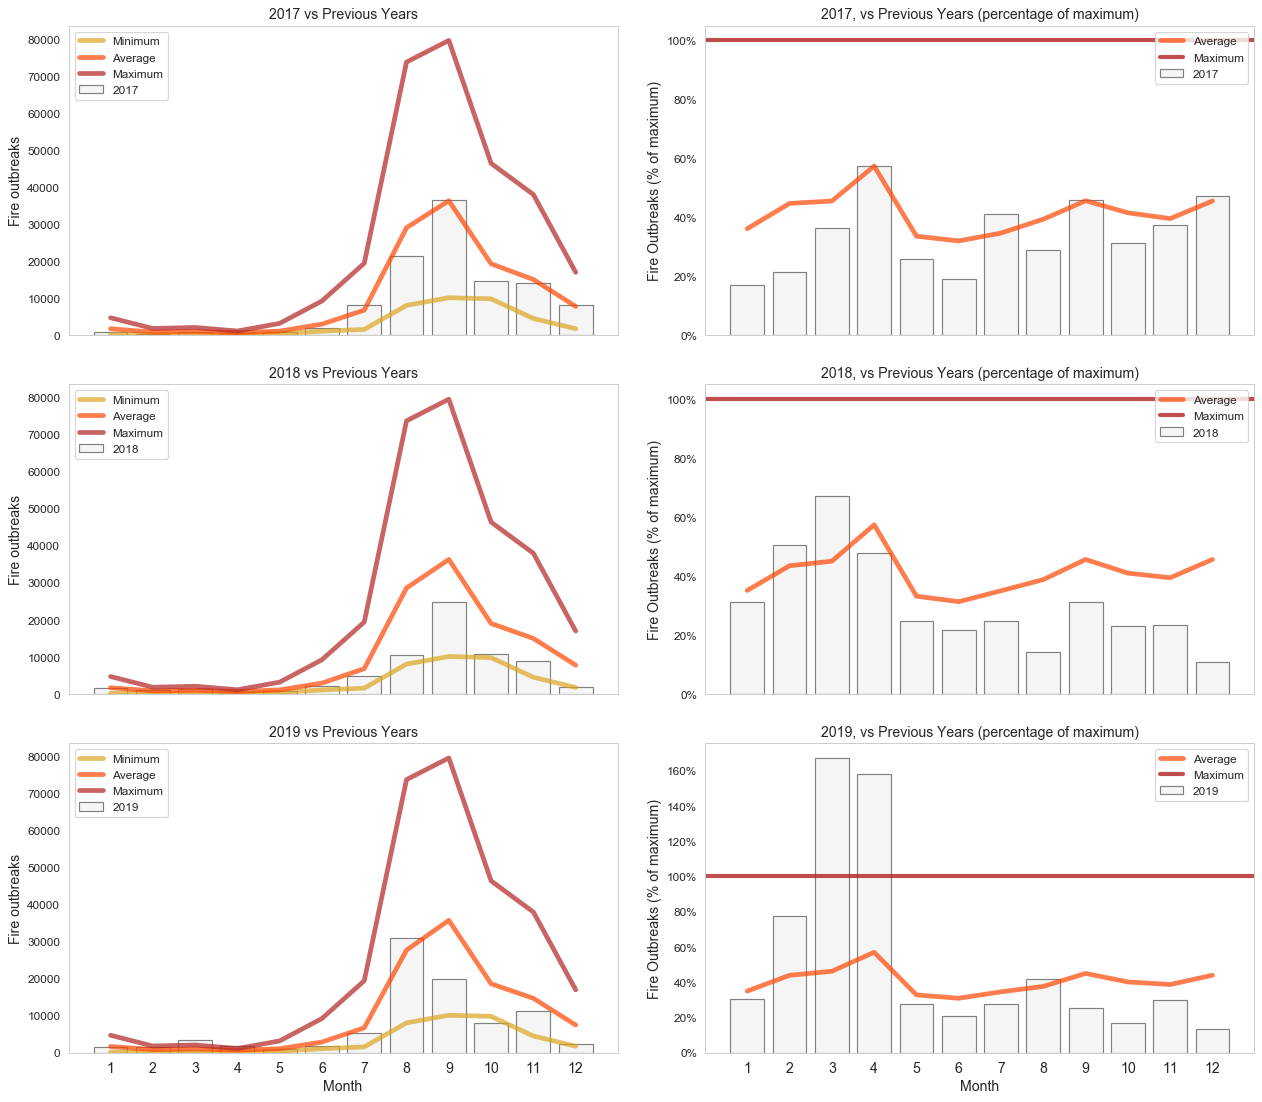 2017 vs Previous Years
Fire outbreaks
80000
70000
60000
50000
40000
30000
20000
10000
0
Minimum
Average
Maximum
2017
2017, vs Previous Years (percentage of maximum)
Fire Outbreaks (% of maximum)
100%
80%
60%
40%
20%
0%
Average
Maximum
2017
2018 vs Previous Years
Fire outbreaks
80000
70000
60000
50000
40000
30000
20000
10000
0
Minimum
Average
Maximum
2018
2018, vs Previous Years (percentage of maximum)
Fire Outbreaks (% of maximum)
100%
80%
60%
40%
20%
0%
Average
Maximum
2018
2019 vs Previous Years
Fire outbreaks
80000
70000
60000
50000
40000
30000
20000
10000
0
Minimum
Average
Maximum
2019
1 2 3 4 5 6 7 8 9 10 11 12
Month
2019, vs Previous Years (percentage of maximum)
Fire Outbreaks (% of maximum)
160%
140%
120%
100%
80%
60%
40%
20%
0%
Average
Maximum
2019
1 2 3 4 5 6 7 8 9 10 11 12
Month